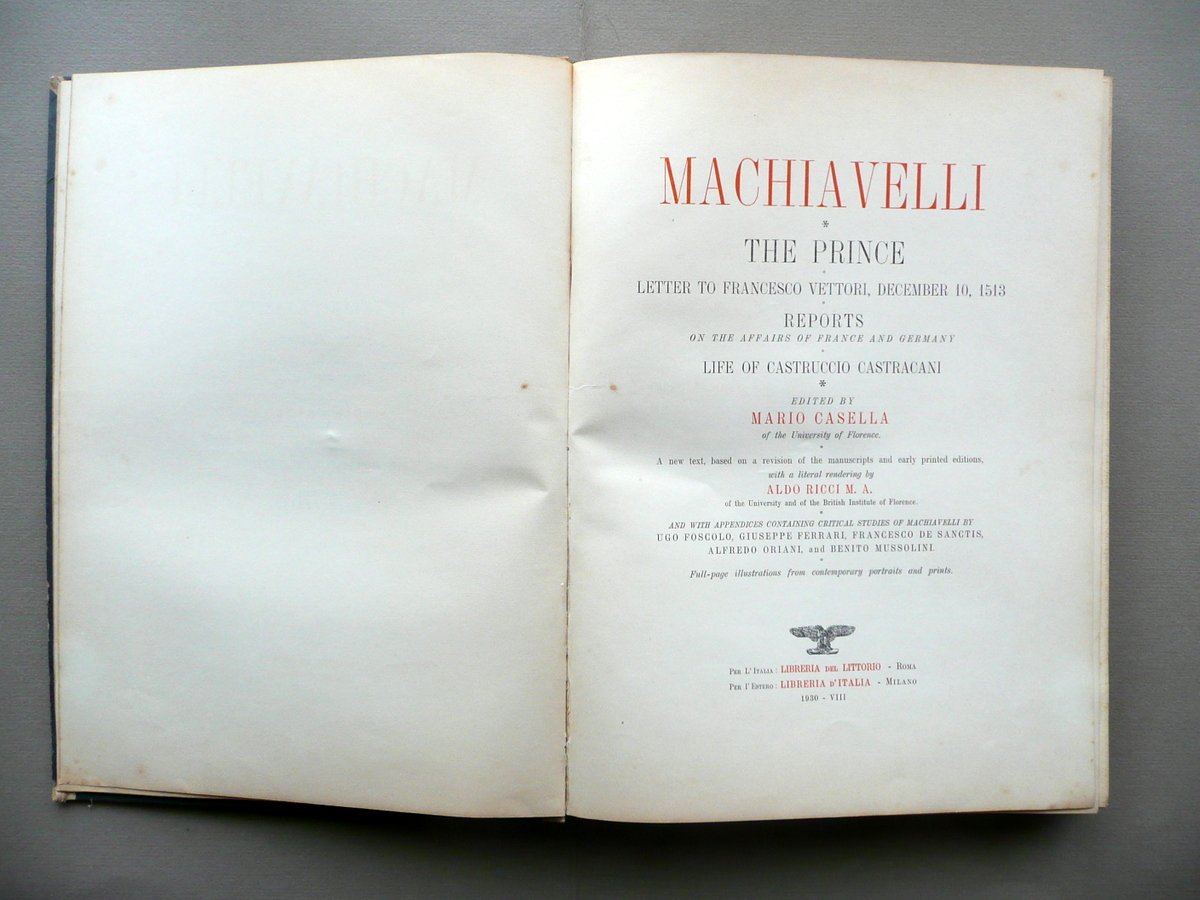 MACHIAVELLI
*
THE PRINCE
*
LETTER TO FRANCESCO VETTORI, DECEMBER 10, 1513
*
REPORTS
ON THE AFFAIRS OF FRANCE AND GERMANY
*
LIFE OF CASTRUCCIO CASTRACANI
*
EDITED BY
MARIO CASELLA
of the University of Florence.
*
A new text, based on a revision of the manuscripts and early printed editions,
with a literal rendering by
ALDO RICCI M. A.
of the University and of the British Institute of Florence.
*
AND WITH APPENDICES CONTAINING CRITICAL STUDIES OF MACHIAVELLI BY
UGO FOSCOLO, GIUSEPPE FERRARI, FRANCESCO DE SANCTIS,
ALFREDO ORIANI, and BENITO MUSSOLINI.
*
Full-page illustrations from contemporary portraits and prints.
PER L'ITALIA: LIBRERIA DEL LITTORIO - ROMA
PER l'ESTERO: LIBRERIA D'ITALIA - MILANO
1930 - VIII